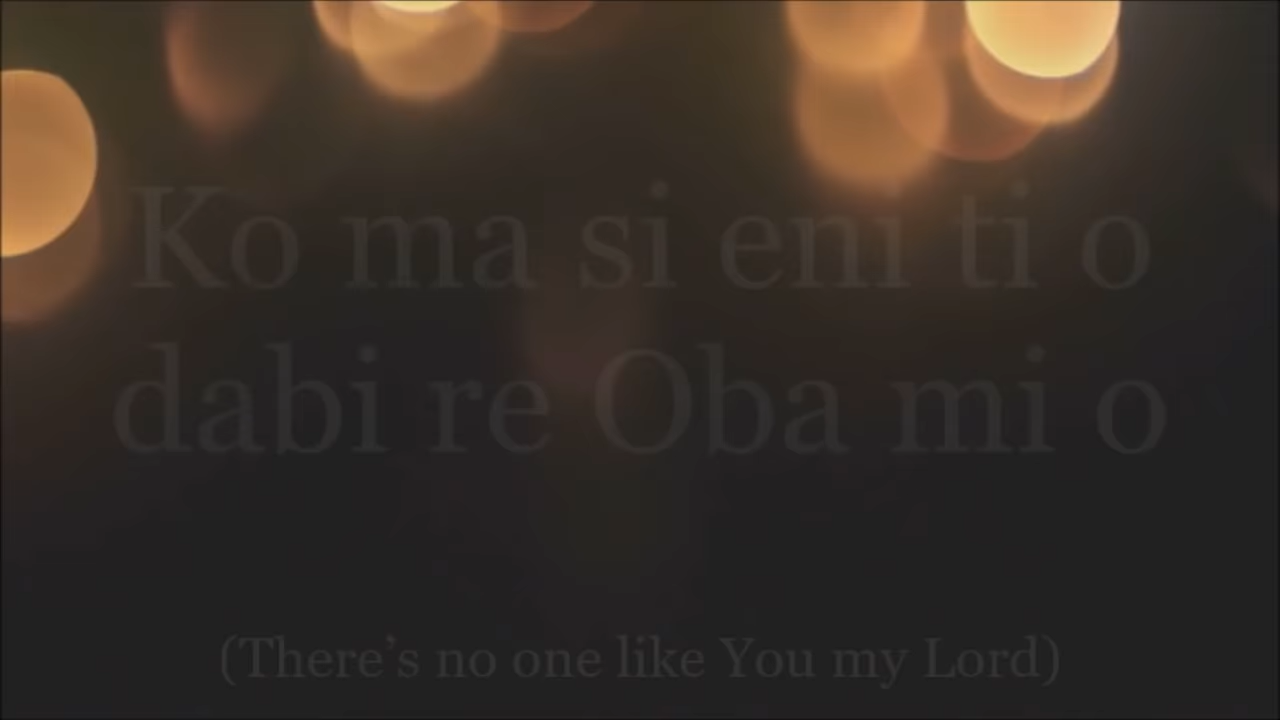 Ko ma si eni ti o
dabi re Oba mi o
(There’s no one like You my Lord)